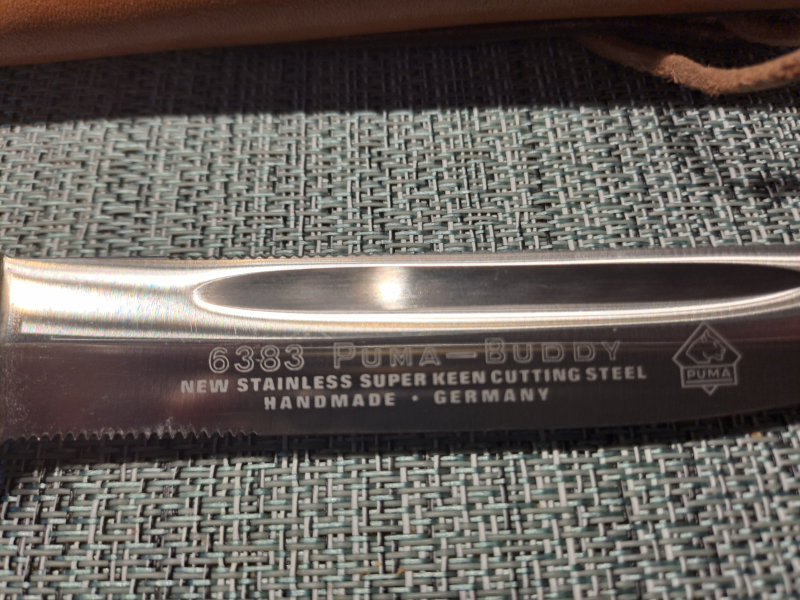 6383 PUMA—BUDDY
NEW STAINLESS SUPER KEEN CUTTING STEEL
HANDMADE • GERMANY
PUMA